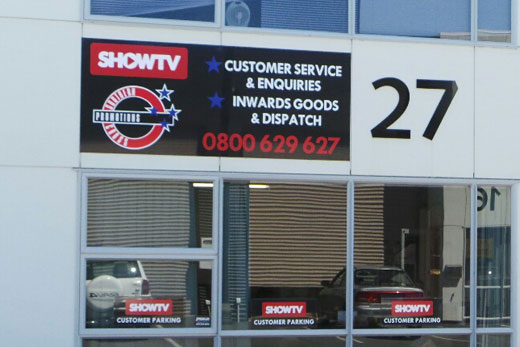 SHOWTV
PROMOTIONS
CUSTOMER SERVICE
& ENQUIRIES
INWARDS GOODS
& DISPATCH
0800 629 627
27
16
SHOWTV
CUSTOMER PARKING
SHOWTV
CUSTOMER PARKING
SHOWTV
CUSTOMER PARKING